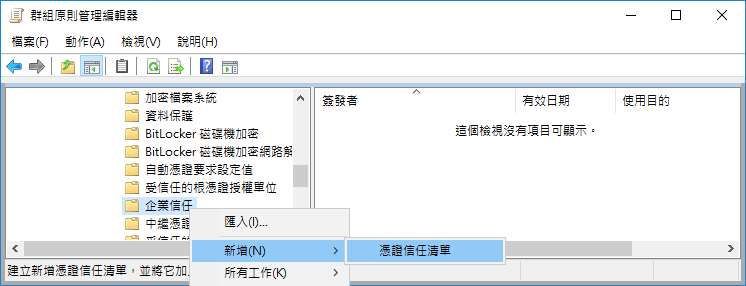 群組原則管理編輯器
檔案(F) 動作(A) 檢視(V) 說明(H)
加密檔案系統
資料保護
BitLocker 磁碟機加密
BitLocker 磁碟機加密網路解
自動憑證要求設定值
受信任的根憑證授權單位
企業信任
中繼憑證
簽發者 有效日期 使用目的
這個檢視沒有項目可顯示。
匯入(I)...
新增(N)
憑證信任清單
所有工作(K)
建立新增憑證信任清單，並將它加